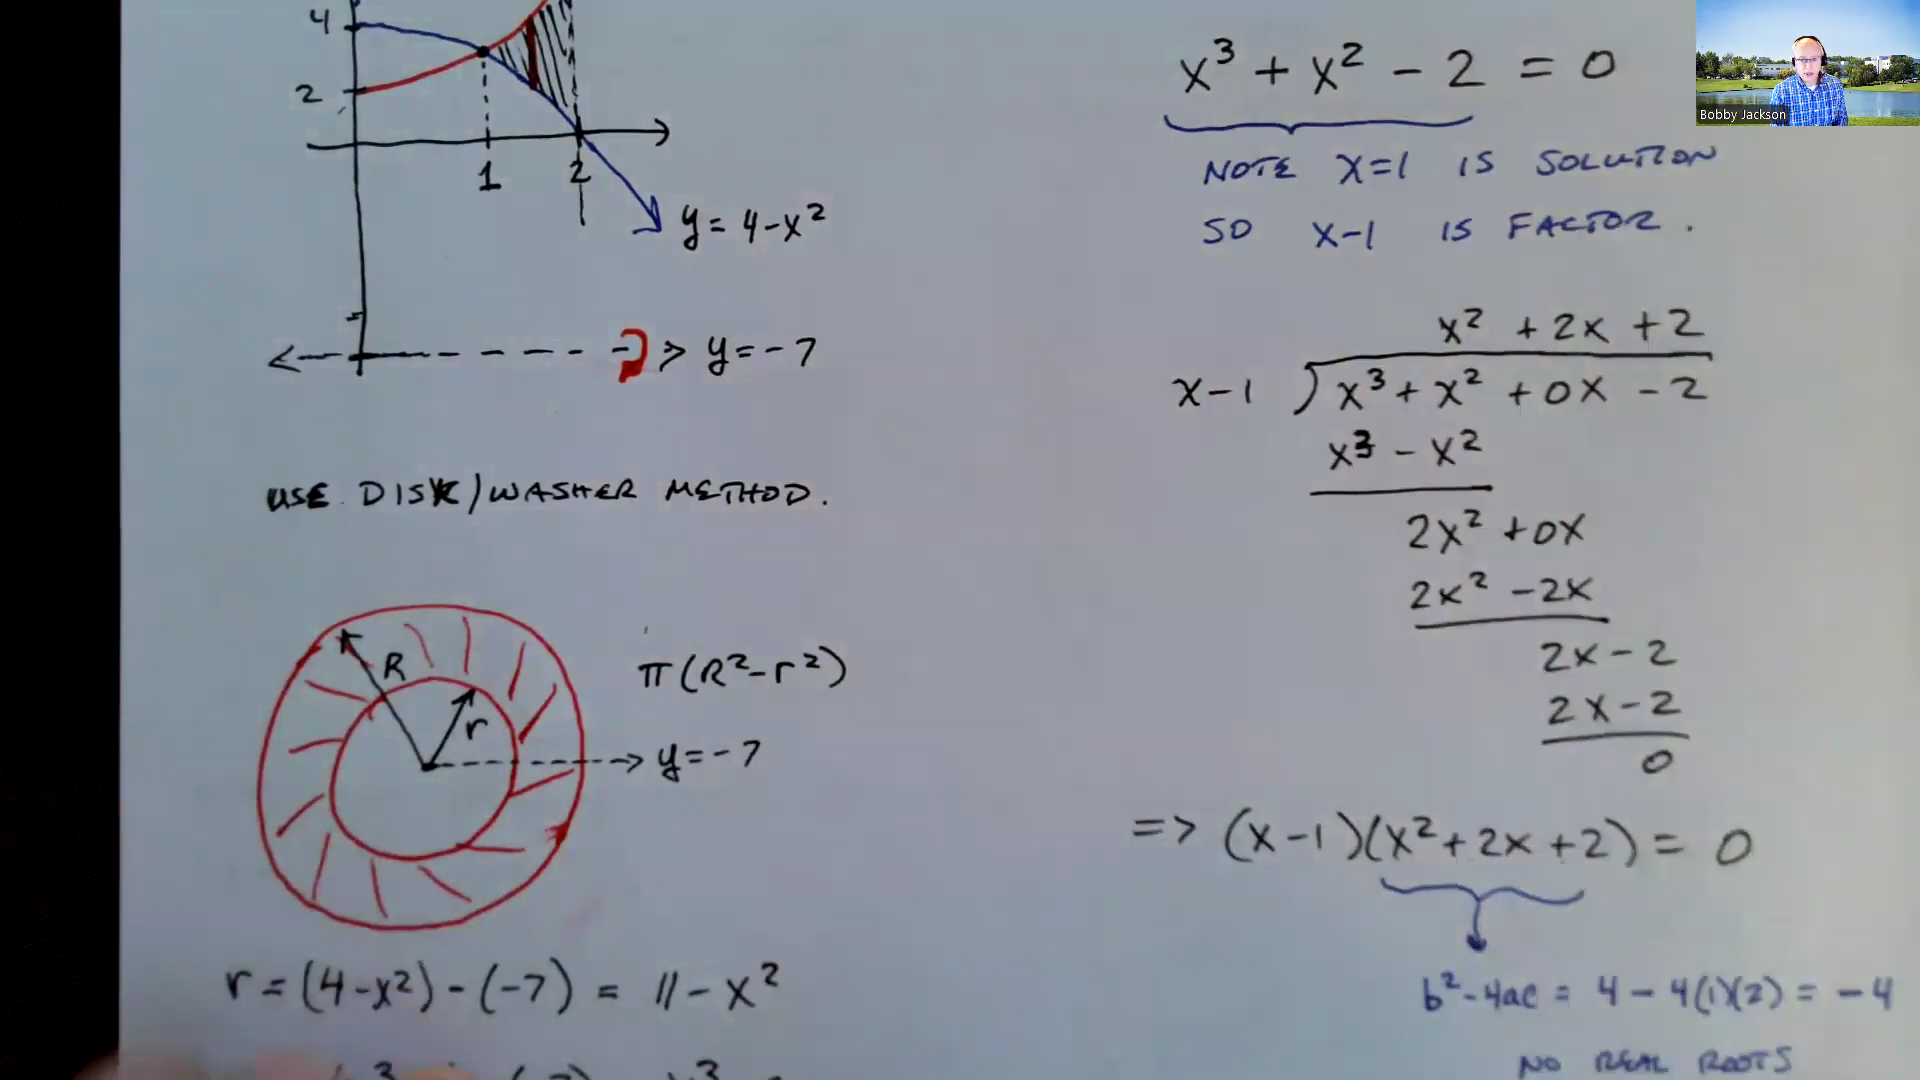 4
2
1
2
y = 4-x²
y = -7
USE DISK/WASHER METHOD.
R
r
π(R²-r²)
y = -7
r = (4-x²) - (-7) = 11 - x²
x³ + x² - 2 = 0
NOTE x=1 IS SOLUTION
SO x-1 IS FACTOR.
x² + 2x + 2
x-1 x³ + x² + 0x - 2
x³ - x²
2x² + 0x
2x² - 2x
2x - 2
2x - 2
0
=> (x-1)(x²+2x+2) = 0
b²-4ac = 4 - 4(1)(2) = -4
NO REAL ROOTS
Bobby Jackson